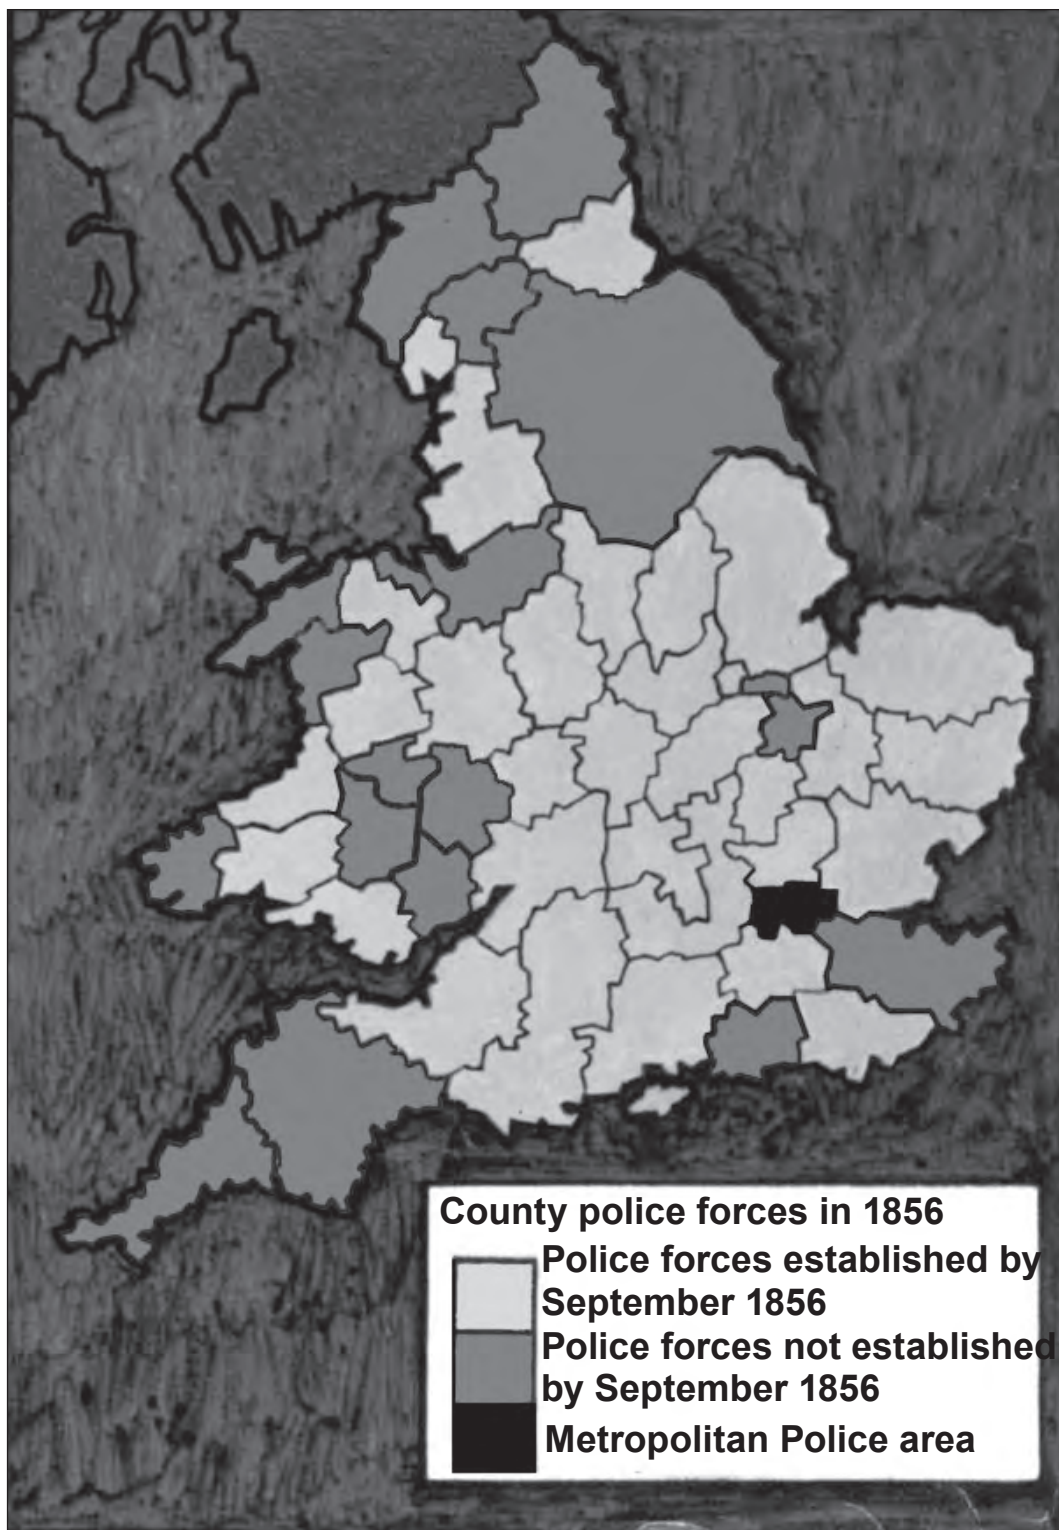 County police forces in 1856
Police forces established by
September 1856
Police forces not established
by September 1856
Metropolitan Police area